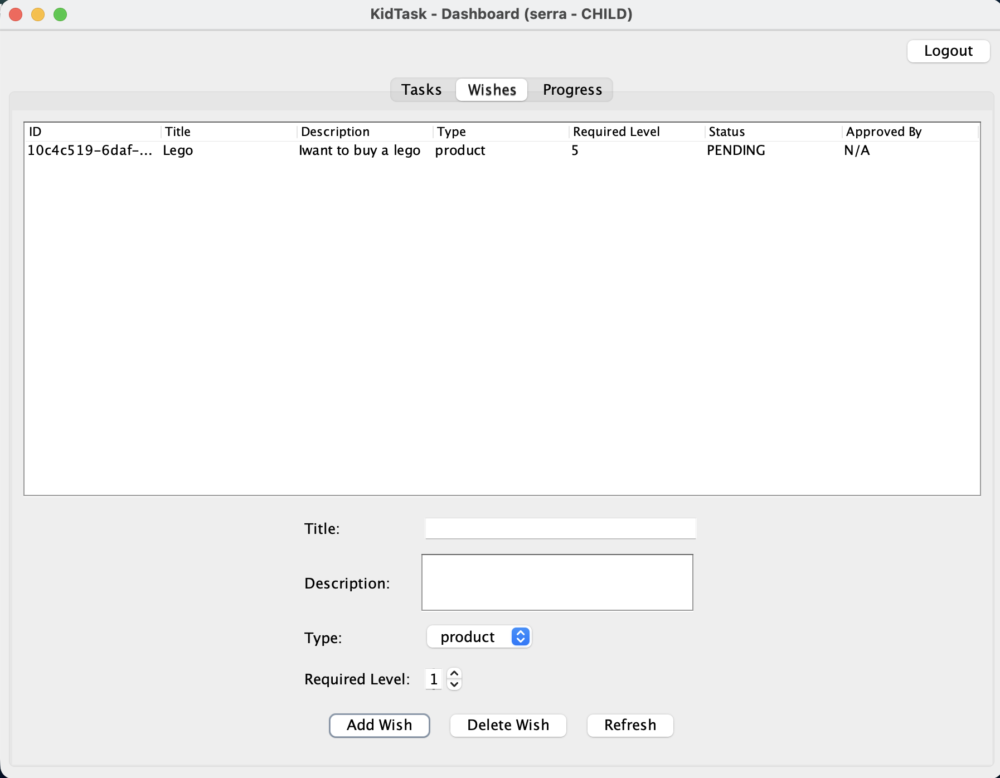 KidTask - Dashboard (serra - CHILD)
Logout
Tasks Wishes Progress
ID Title Description Type Required Level Status Approved By
10c4c519-6daf-... Lego Iwant to buy a lego product 5 PENDING N/A
Title:
Description:
Type: product
Required Level: 1
Add Wish Delete Wish Refresh